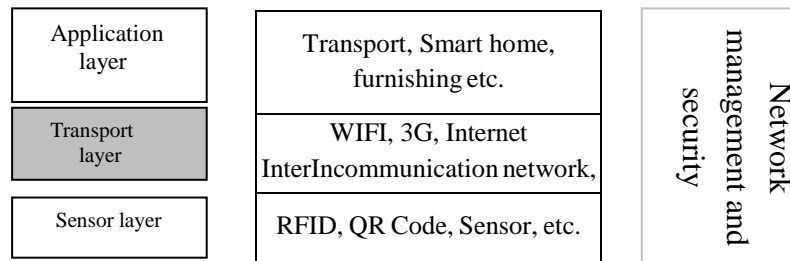 Application
layer
Transport, Smart home,
furnishing etc.
Transport
layer
WIFI, 3G, Internet
InterIncommunication network,
Sensor layer
RFID, QR Code, Sensor, etc.
Network
management and
security